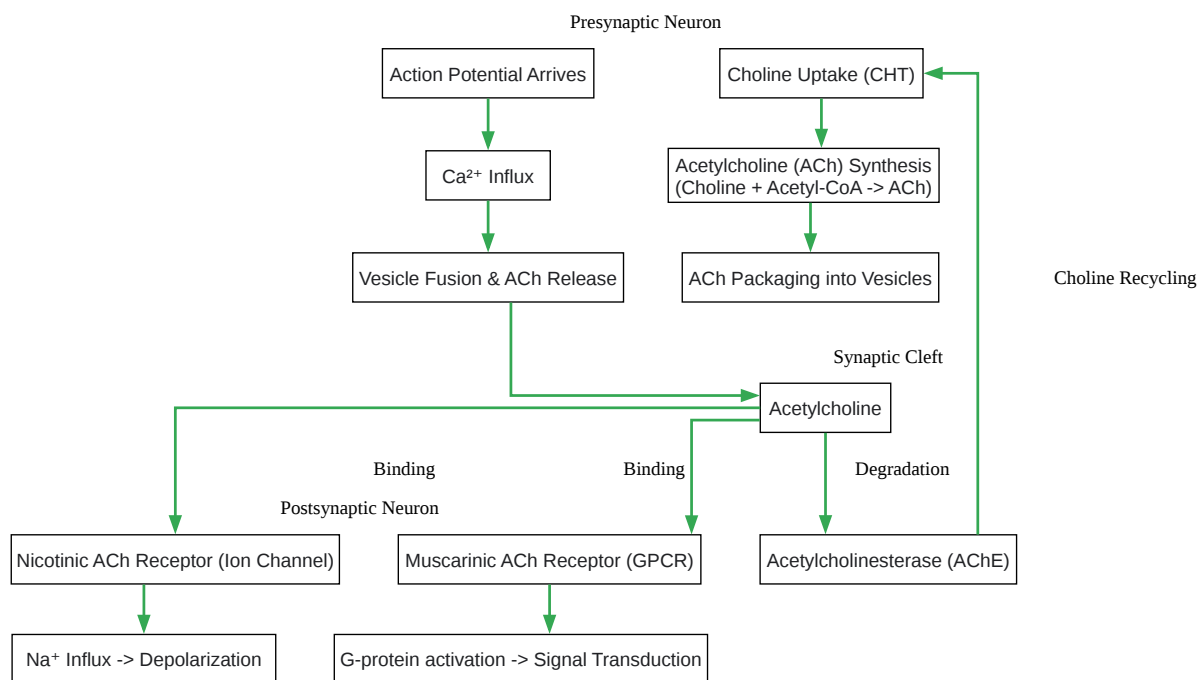 Presynaptic Neuron
Action Potential Arrives
Choline Uptake (CHT)
Ca²⁺ Influx
Acetylcholine (ACh) Synthesis
(Choline + Acetyl-CoA -> ACh)
Vesicle Fusion & ACh Release
ACh Packaging into Vesicles
Choline Recycling
Synaptic Cleft
Acetylcholine
Binding
Binding
Degradation
Postsynaptic Neuron
Nicotinic ACh Receptor (Ion Channel)
Muscarinic ACh Receptor (GPCR)
Acetylcholinesterase (AChE)
Na⁺ Influx -> Depolarization
G-protein activation -> Signal Transduction